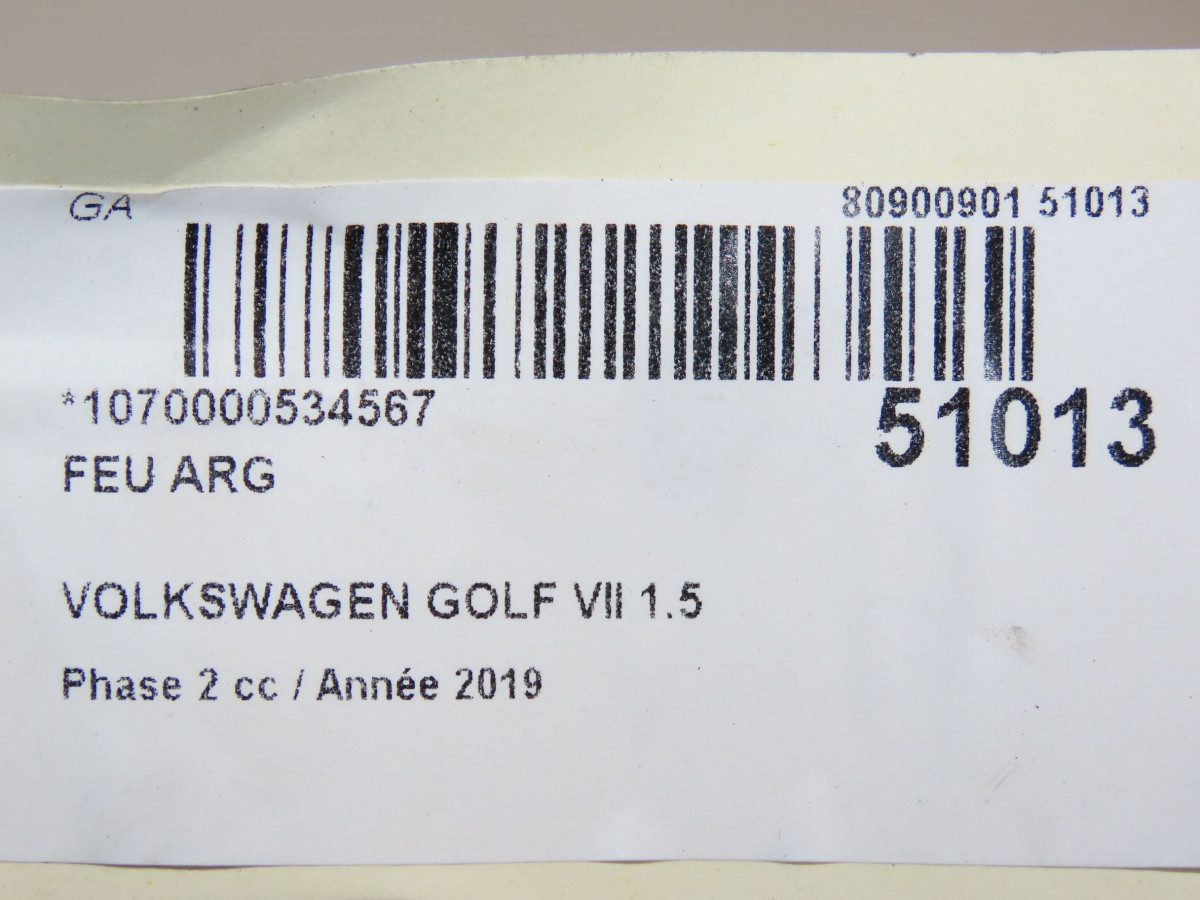 GA 80900901 51013
*1070000534567 51013
FEU ARG
VOLKSWAGEN GOLF VII 1.5
Phase 2 cc / Année 2019